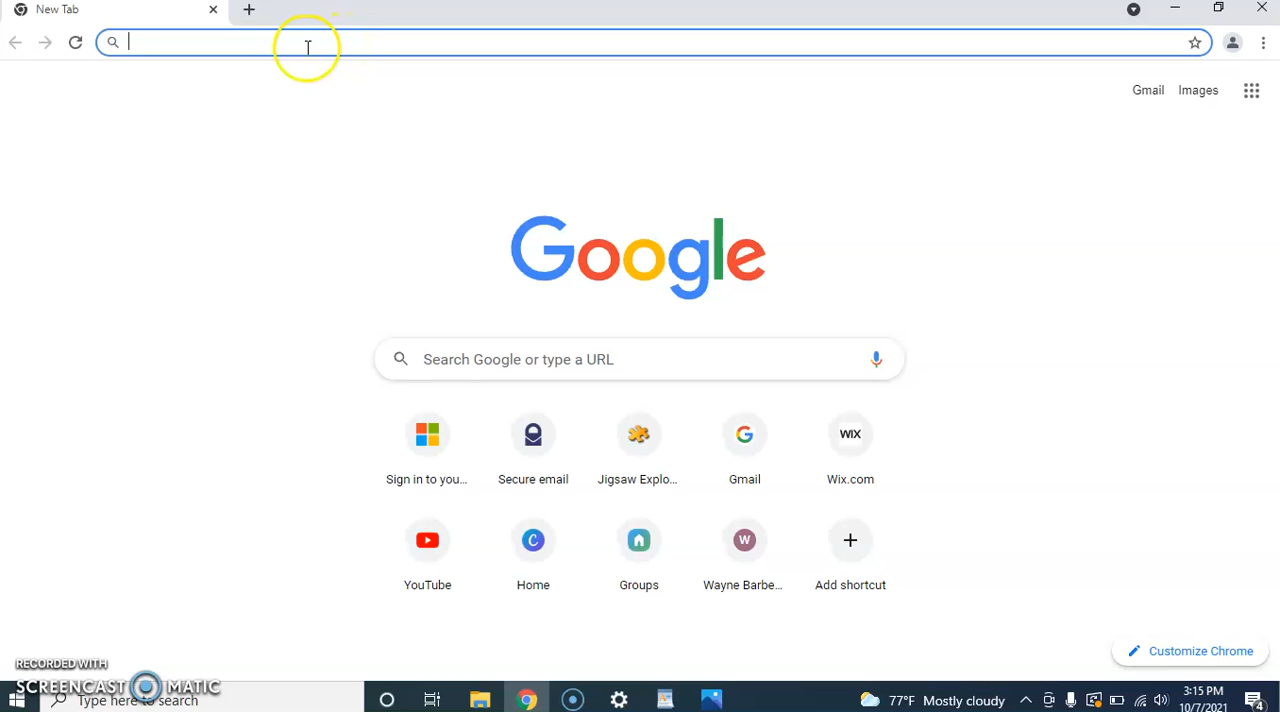 New Tab
Gmail Images
Google
Search Google or type a URL
Sign in to you... Secure email Jigsaw Explo... Gmail WIX Wix.com
C W
YouTube Home Groups Wayne Barbe... Add shortcut
Customize Chrome
RECORDED WITH
SCREENCAST MATIC
Type here to search
77°F Mostly cloudy
3:15 PM
10/7/2021
4